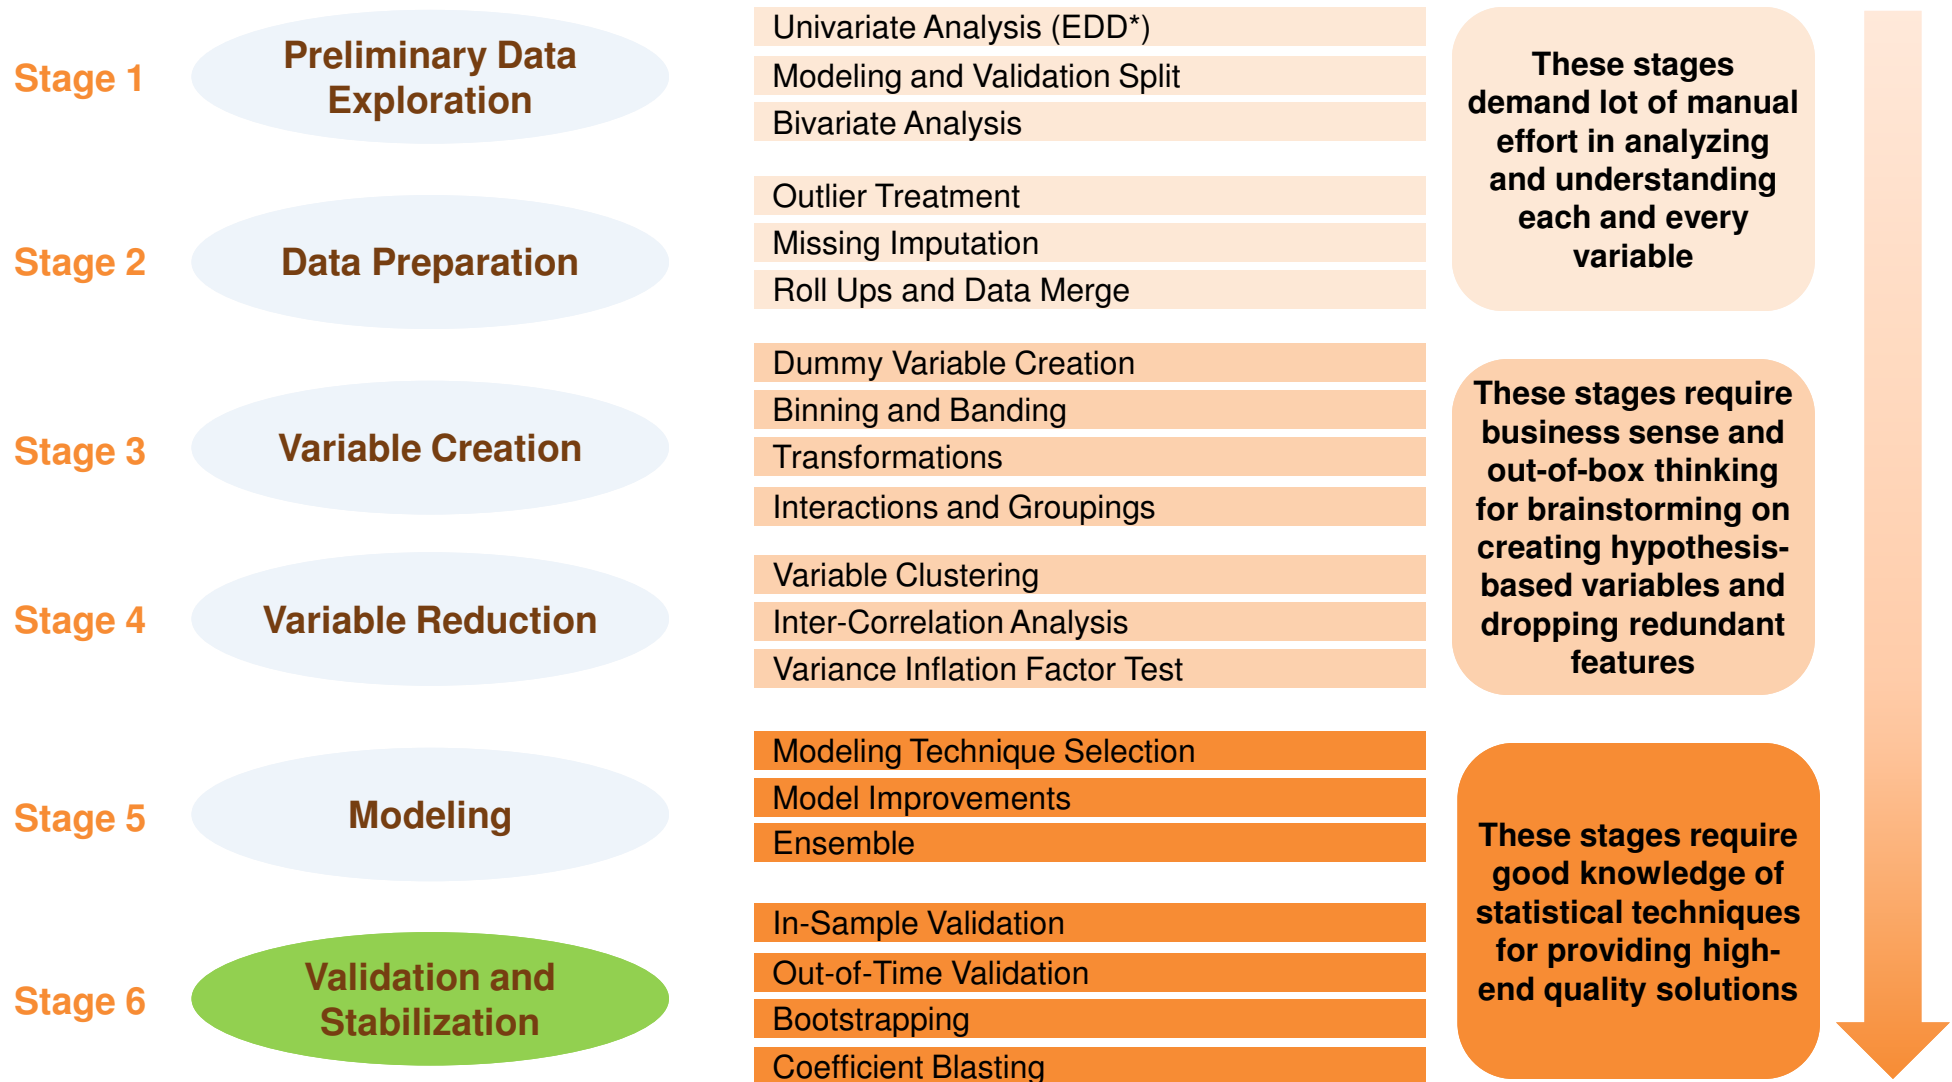 Stage 1
Preliminary Data
Exploration
Univariate Analysis (EDD*)
Modeling and Validation Split
Bivariate Analysis
Stage 2
Data Preparation
Outlier Treatment
Missing Imputation
Roll Ups and Data Merge
These stages
demand lot of manual
effort in analyzing
and understanding
each and every
variable
Stage 3
Variable Creation
Dummy Variable Creation
Binning and Banding
Transformations
Interactions and Groupings
Stage 4
Variable Reduction
Variable Clustering
Inter-Correlation Analysis
Variance Inflation Factor Test
These stages require
business sense and
out-of-box thinking
for brainstorming on
creating hypothesis-
based variables and
dropping redundant
features
Stage 5
Modeling
Modeling Technique Selection
Model Improvements
Ensemble
Stage 6
Validation and
Stabilization
In-Sample Validation
Out-of-Time Validation
Bootstrapping
Coefficient Blasting
These stages require
good knowledge of
statistical techniques
for providing high-
end quality solutions